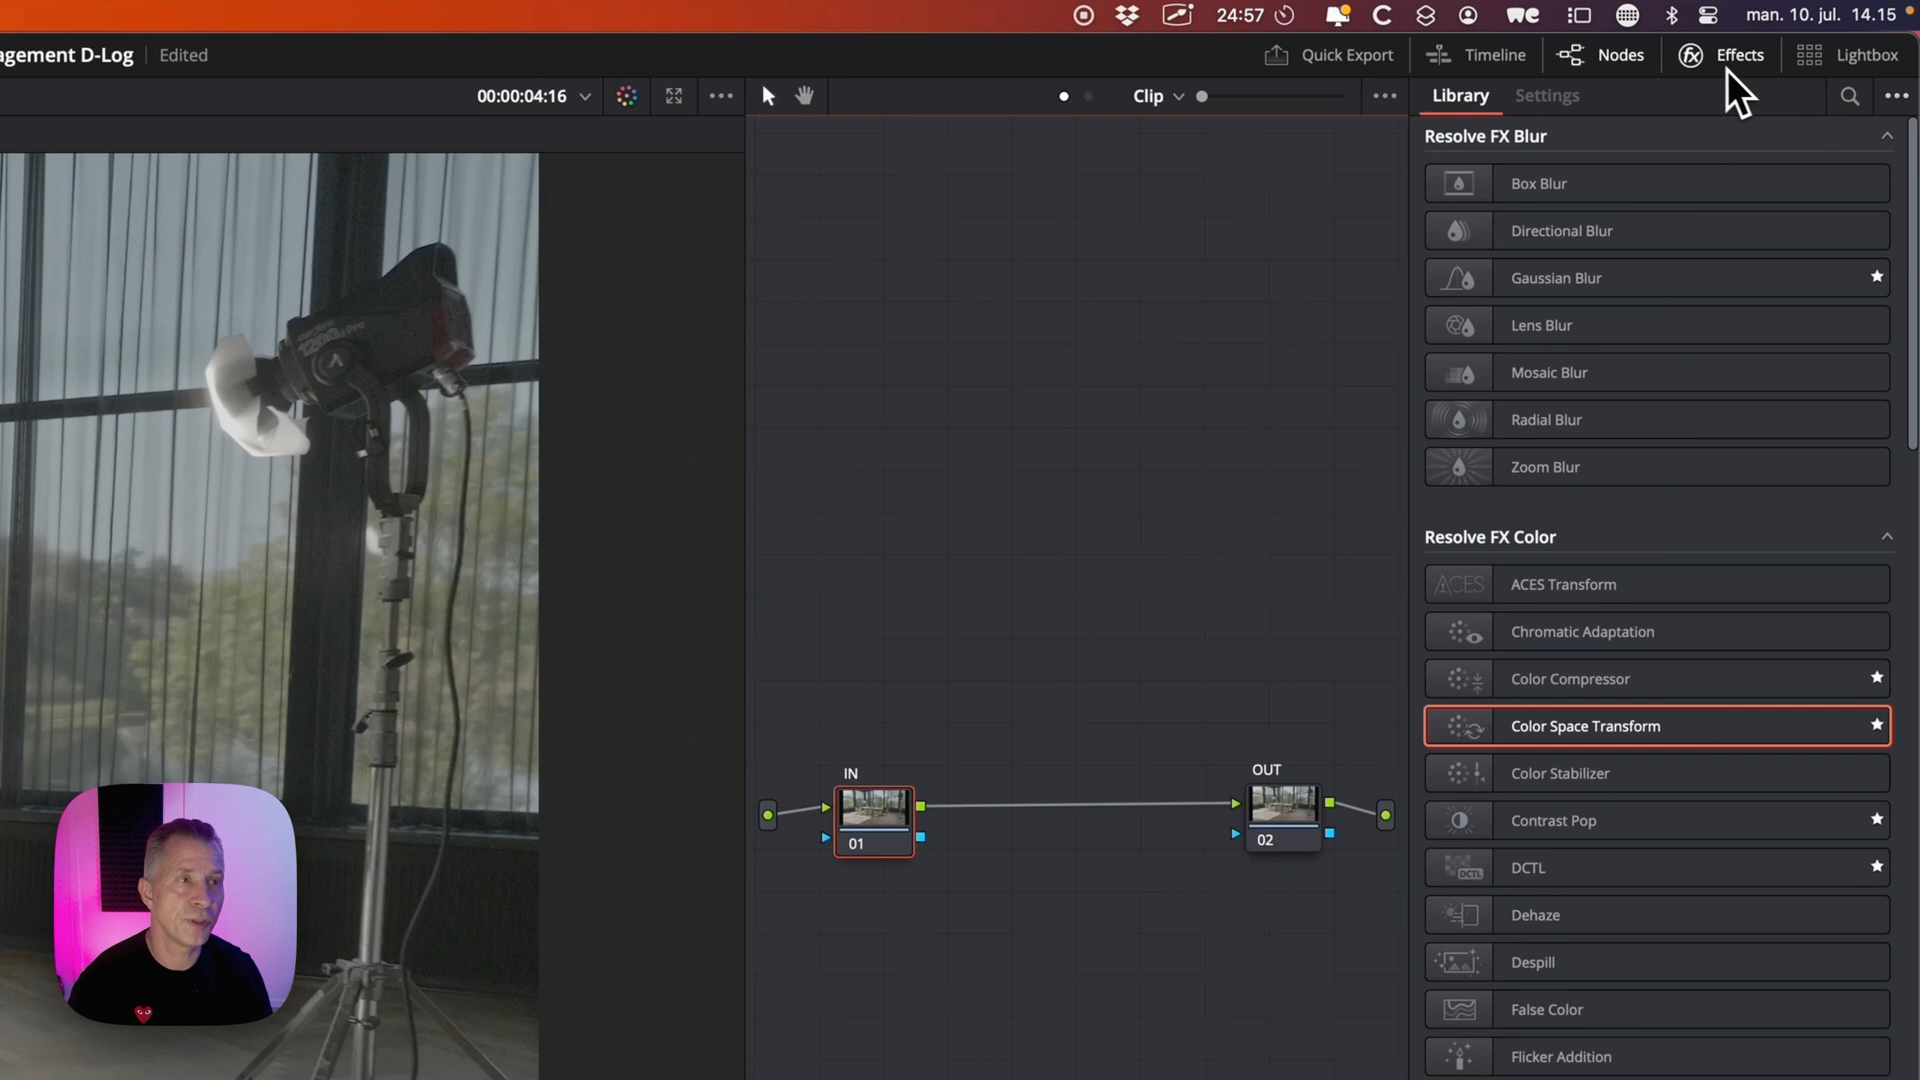 24:57
man. 10. jul. 14.15
agement D-Log
Edited
Quick Export
Timeline
Nodes
Effects
Lightbox
00:00:04:16
Clip
Library
Settings
Resolve FX Blur
Box Blur
Directional Blur
Gaussian Blur
Lens Blur
Mosaic Blur
Radial Blur
Zoom Blur
Resolve FX Color
ACES
ACES Transform
Chromatic Adaptation
Color Compressor
Color Space Transform
Color Stabilizer
Contrast Pop
DCTL
DCTL
Dehaze
Despill
False Color
Flicker Addition
IN
01
OUT
02